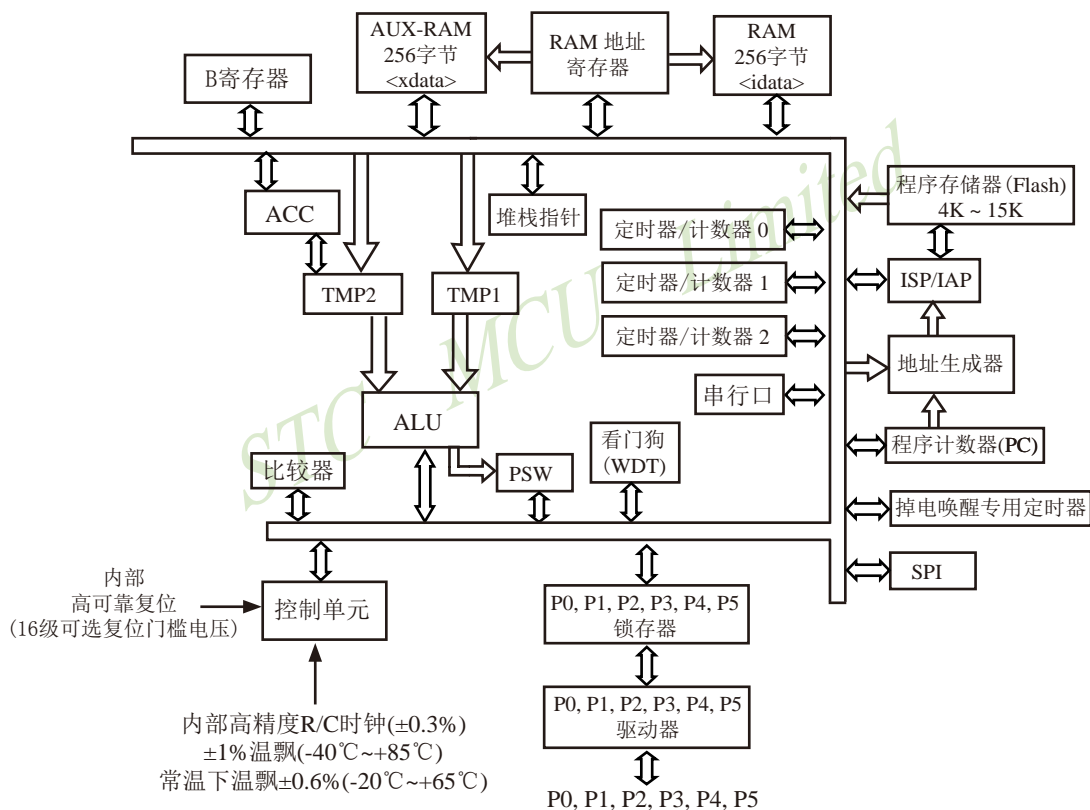 AUX-RAM
256字节
<xdata>
RAM 地址
寄存器
RAM
256字节
<idata>
B寄存器
ACC
堆栈指针
程序存储器(Flash)
4K ~ 15K
定时器/计数器 0
TMP2
TMP1
定时器/计数器 1
ISP/IAP
定时器/计数器 2
地址生成器
串行口
ALU
程序计数器(PC)
看门狗
(WDT)
比较器
PSW
掉电唤醒专用定时器
SPI
内部
高可靠复位
(16级可选复位门槛电压)
控制单元
P0, P1, P2, P3, P4, P5
锁存器
内部高精度R/C时钟(±0.3%)
±1%温飘(-40℃~+85℃)
常温下温飘±0.6%(-20℃~+65℃)
P0, P1, P2, P3, P4, P5
驱动器
P0, P1, P2, P3, P4, P5
STC MCU Limited